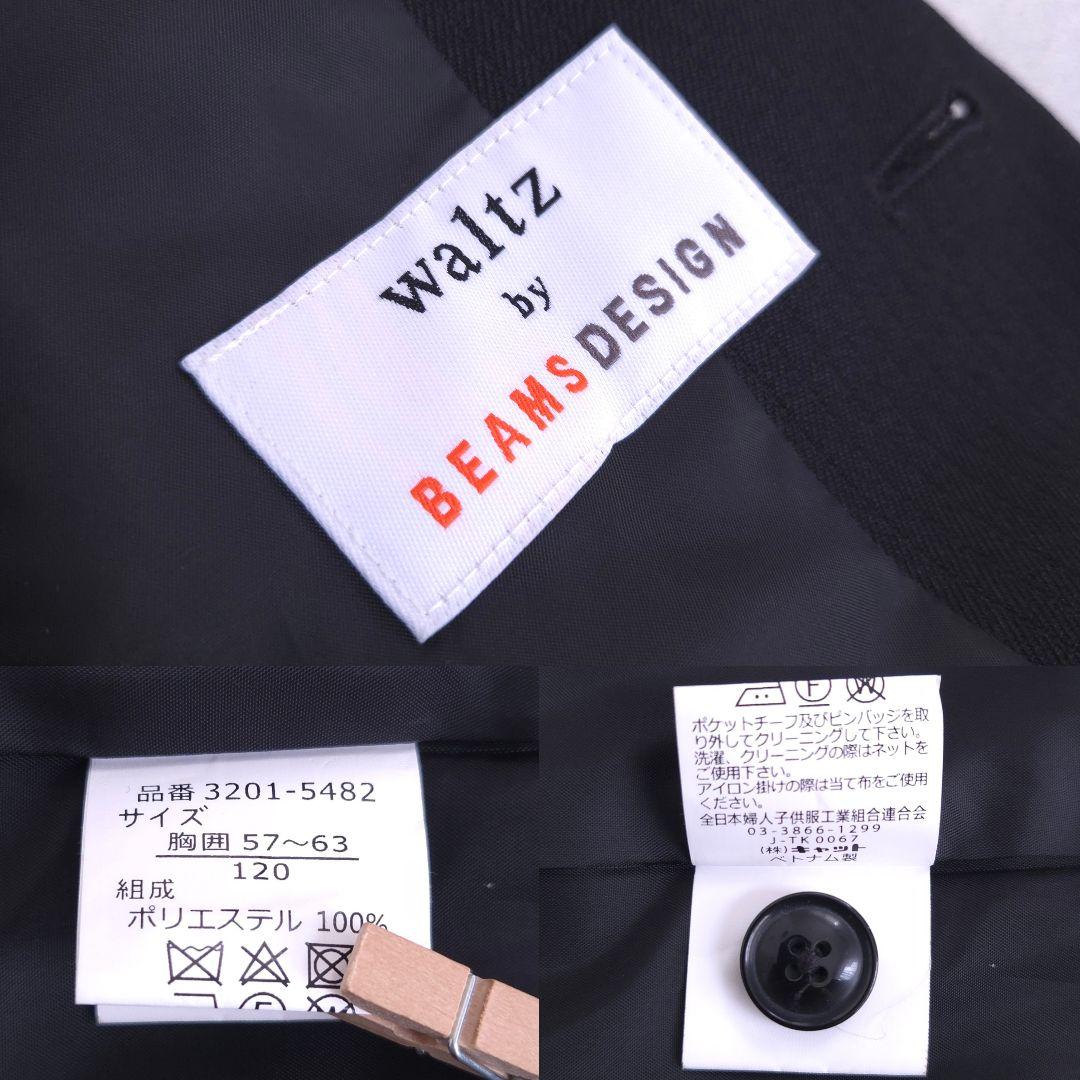 waltz
by
BEAMS DESIGN
品番 3201-5482
サイズ
胸囲 57～63
120
組成
ポリエステル 100%
F W
ポケットチーフ及びピンバッジを取
り外してクリーニングして下さい。
洗濯、クリーニングの際はネットを
ご使用下さい。
アイロン掛けの際は当て布をご使用
ください。
全日本婦人子供服工業組合連合会
03-3866-1299
J-TK0067
(株)キャット
ベトナム製